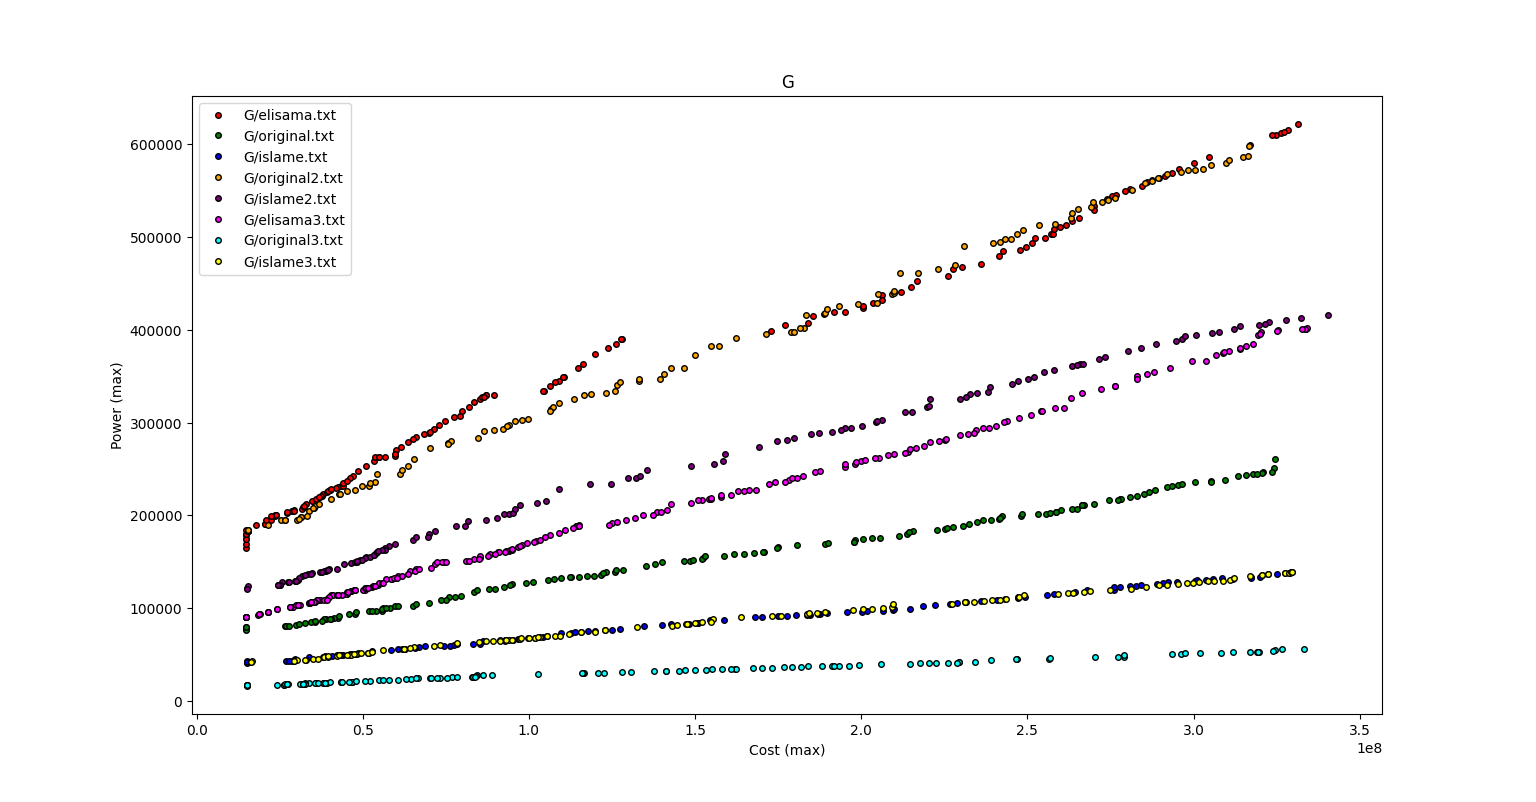 G
G/elisama.txt
G/original.txt
G/islame.txt
G/original2.txt
G/islame2.txt
G/elisama3.txt
G/original3.txt
G/islame3.txt
600000
500000
400000
300000
200000
100000
0
Power (max)
0.0 0.5 1.0 1.5 2.0 2.5 3.0 3.5
1e8
Cost (max)